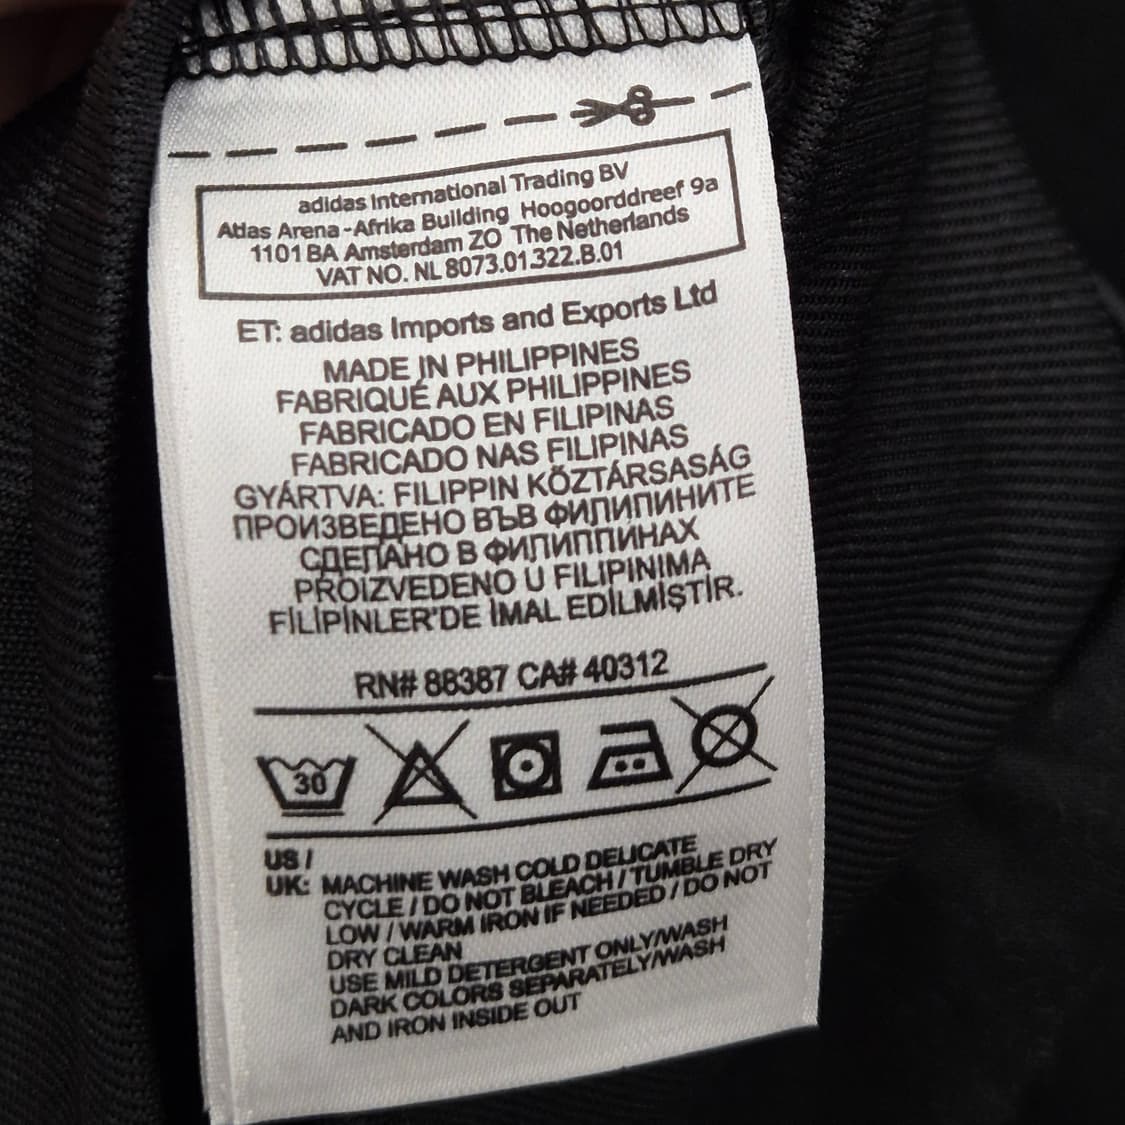 adidas International Trading BV
Atlas Arena - Afrika Building Hoogoorddreef 9a
1101 BA Amsterdam ZO The Netherlands
VAT NO. NL 8073.01.322.B.01
ET: adidas Imports and Exports Ltd
MADE IN PHILIPPINES
FABRIQUÉ AUX PHILIPPINES
FABRICADO EN FILIPINAS
FABRICADO NAS FILIPINAS
GYÁRTVA: FILIPPIN KÖZTÁRSASÁG
ПРОИЗВЕДЕНО ВЪВ ФИЛИПИНИТЕ
СДЕЛАНО В ФИЛИППИНАХ
PROIZVEDENO U FILIPINIMA
FİLİPİNLER'DE İMAL EDİLMİŞTİR.
RN# 88387 CA# 40312
30
US /
UK: MACHINE WASH COLD DELICATE
CYCLE / DO NOT BLEACH / TUMBLE DRY
LOW / WARM IRON IF NEEDED / DO NOT
DRY CLEAN
USE MILD DETERGENT ONLY/WASH
DARK COLORS SEPARATELY/WASH
AND IRON INSIDE OUT